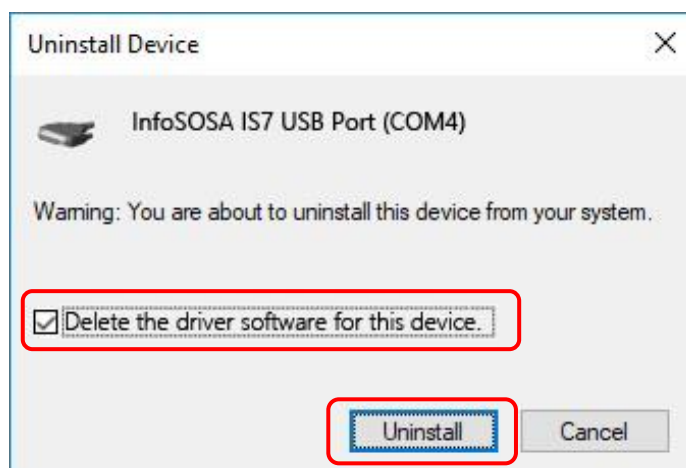 Uninstall Device
InfoSOSA IS7 USB Port (COM4)
Warning: You are about to uninstall this device from your system.
Delete the driver software for this device.
Uninstall
Cancel